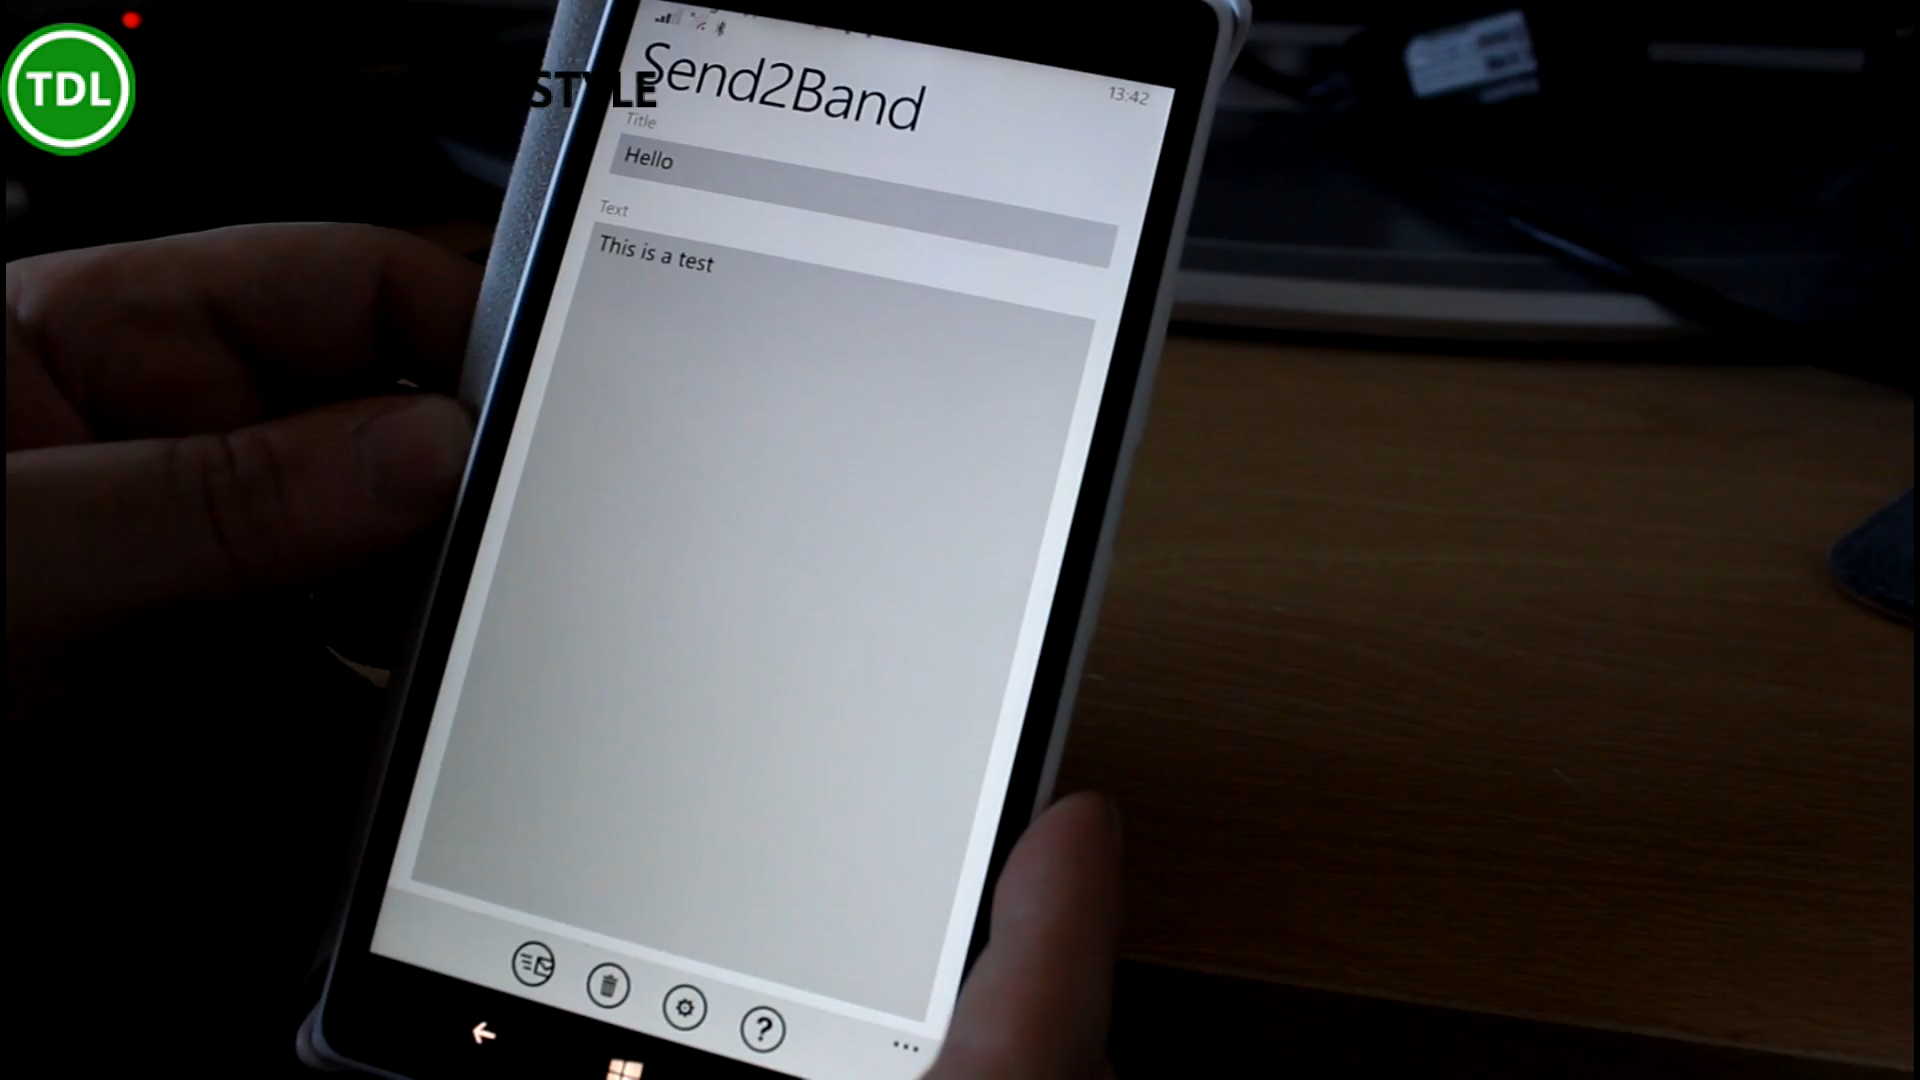 TDL
STYLE
Send2Band
13:42
Title
Hello
Text
This is a test